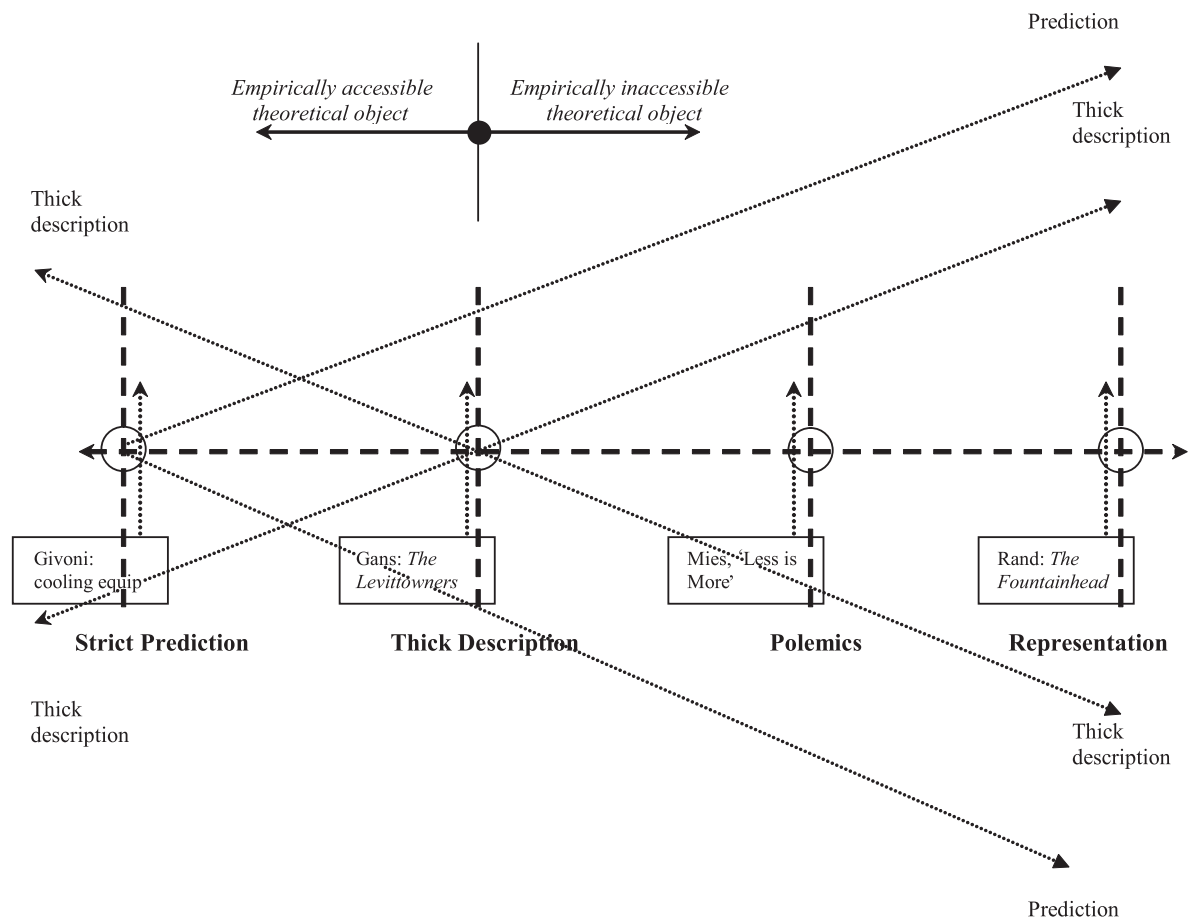 Prediction
Empirically accessible
theoretical object
Empirically inaccessible
theoretical object
Thick
description
Thick
description
Givoni:
cooling equip
Gans: The
Levittowners
Mies, ‘Less is
More’
Rand: The
Fountainhead
Strict Prediction
Thick Description
Polemics
Representation
Thick
description
Thick
description
Prediction